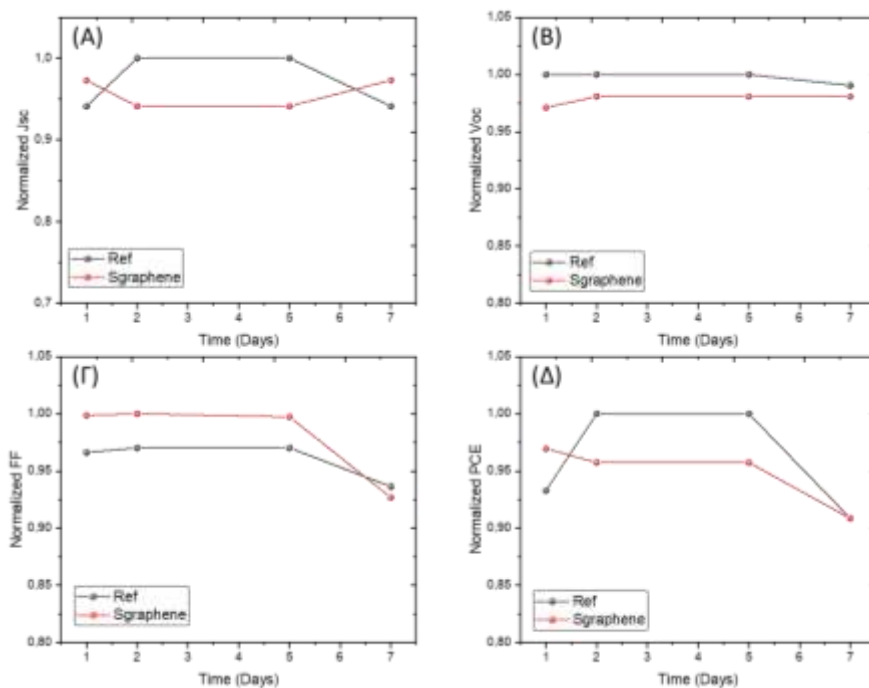 (Α)
1,0
0,9
0,8
0,7
Normalized Jsc
Ref
Sgraphene
1 2 3 4 5 6 7
Time (Days)
(Β)
1,00
0,95
0,90
0,85
0,80
Normalized Voc
Ref
Sgraphene
1 2 3 4 5 6 7
Time (Days)
(Γ)
1,05
1,00
0,95
0,90
0,85
0,80
Normalized FF
Ref
Sgraphene
1 2 3 4 5 6 7
Time (Days)
(Δ)
1,05
1,00
0,95
0,90
0,85
0,80
Normalized PCE
Ref
Sgraphene
1 2 3 4 5 6 7
Time (Days)